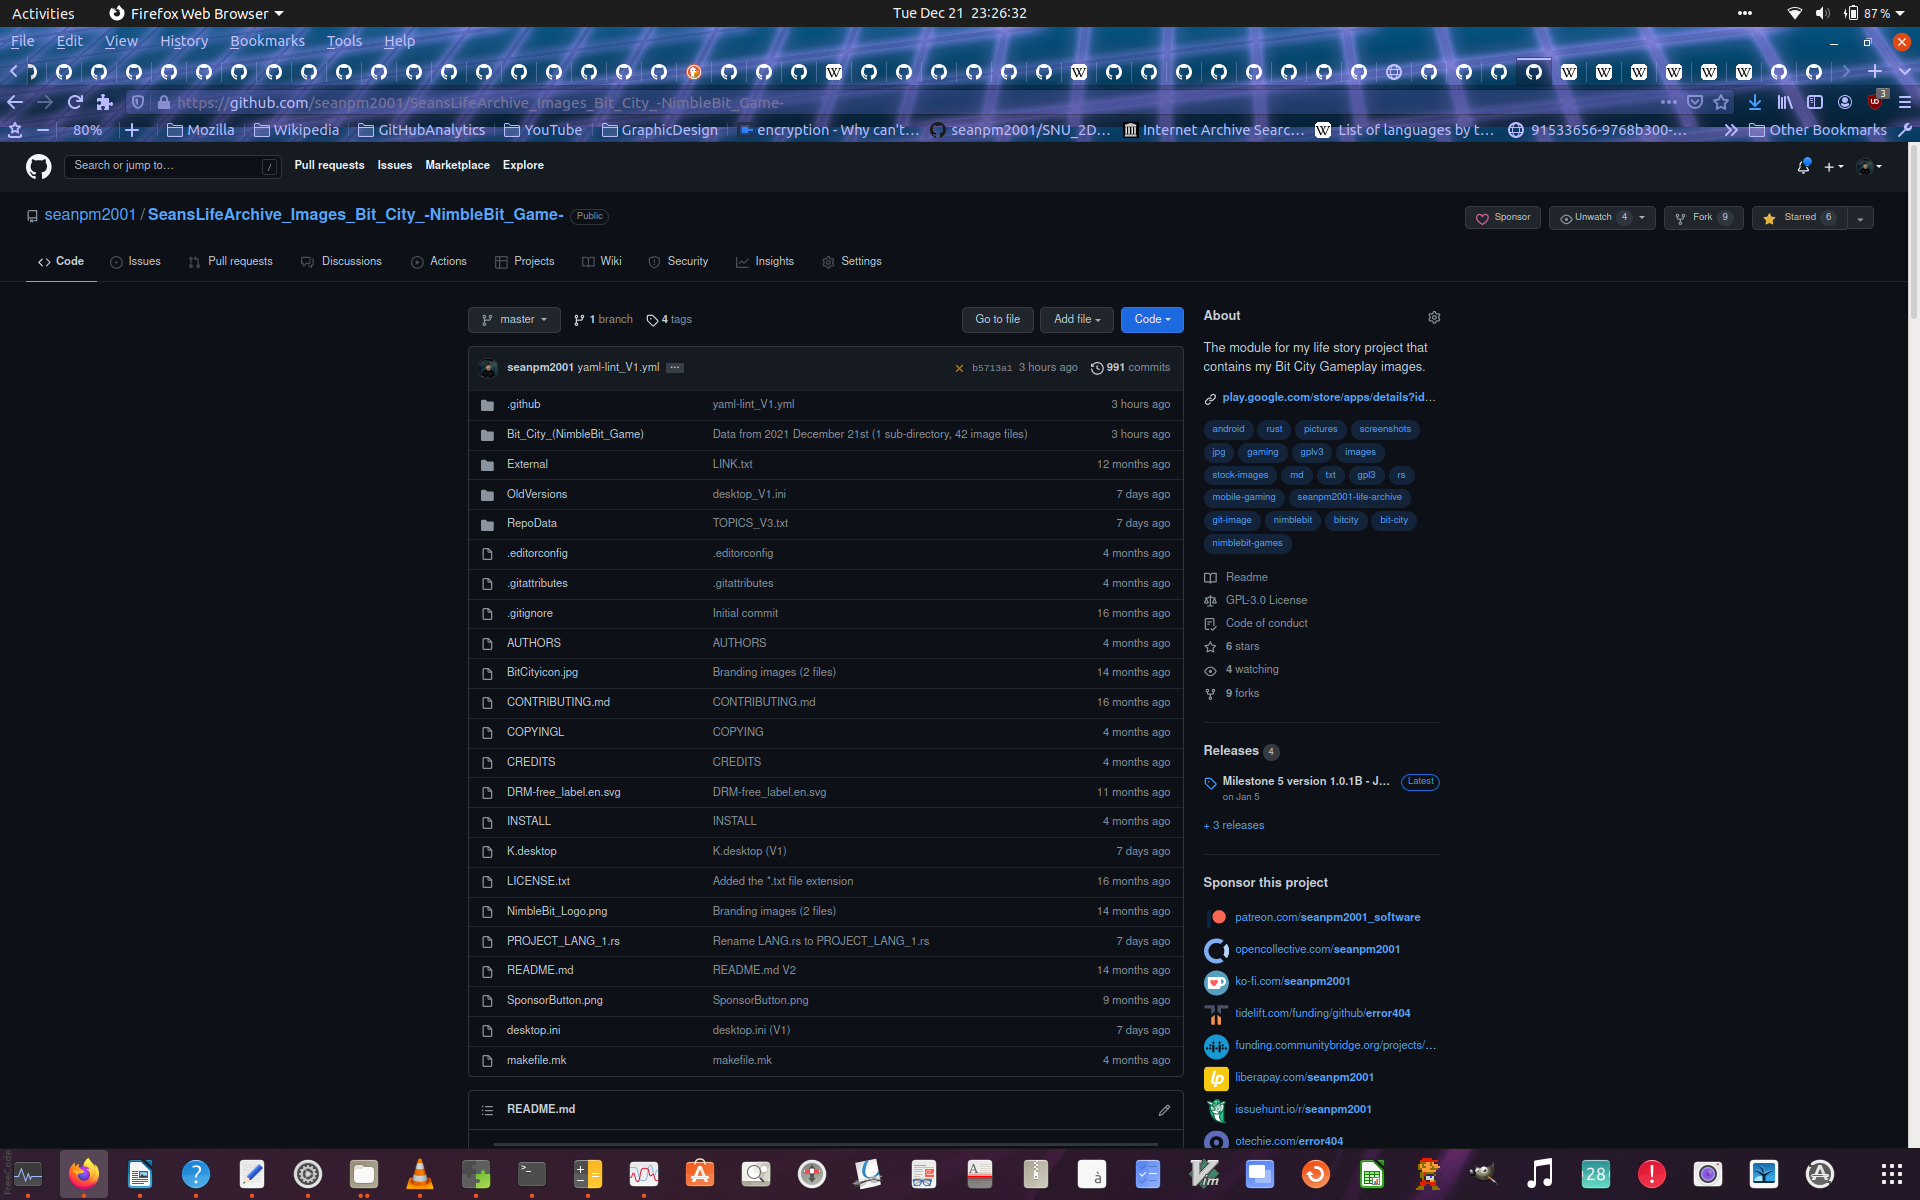 Activities
Firefox Web Browser
Tue Dec 21 23:26:32
87 %
File Edit View History Bookmarks Tools Help
https://github.com/seanpm2001/SeansLifeArchive_Images_Bit_City_-NimbleBit_Game-
3
80%
Mozilla
Wikipedia
GitHubAnalytics
YouTube
GraphicDesign
encryption - Why can't…
seanpm2001/SNU_2D…
Internet Archive Searc…
List of languages by t…
91533656-9768b300-…
Other Bookmarks
Search or jump to…
/
Pull requests Issues Marketplace Explore
seanpm2001 / SeansLifeArchive_Images_Bit_City_-NimbleBit_Game- Public
Sponsor
Unwatch 4
Fork 9
Starred 6
Code Issues Pull requests Discussions Actions Projects Wiki Security Insights Settings
master
1 branch
4 tags
Go to file
Add file
Code
seanpm2001 yaml-lint_V1.yml … b5713a1 3 hours ago 991 commits
.github yaml-lint_V1.yml 3 hours ago
Bit_City_(NimbleBit_Game) Data from 2021 December 21st (1 sub-directory, 42 image files) 3 hours ago
External LINK.txt 12 months ago
OldVersions desktop_V1.ini 7 days ago
RepoData TOPICS_V3.txt 7 days ago
.editorconfig .editorconfig 4 months ago
.gitattributes .gitattributes 4 months ago
.gitignore Initial commit 16 months ago
AUTHORS AUTHORS 4 months ago
BitCityicon.jpg Branding images (2 files) 14 months ago
CONTRIBUTING.md CONTRIBUTING.md 16 months ago
COPYINGL COPYING 4 months ago
CREDITS CREDITS 4 months ago
DRM-free_label.en.svg DRM-free_label.en.svg 11 months ago
INSTALL INSTALL 4 months ago
K.desktop K.desktop (V1) 7 days ago
LICENSE.txt Added the *.txt file extension 16 months ago
NimbleBit_Logo.png Branding images (2 files) 14 months ago
PROJECT_LANG_1.rs Rename LANG.rs to PROJECT_LANG_1.rs 7 days ago
README.md README.md V2 14 months ago
SponsorButton.png SponsorButton.png 9 months ago
desktop.ini desktop.ini (V1) 7 days ago
makefile.mk makefile.mk 4 months ago
README.md
About
The module for my life story project that
contains my Bit City Gameplay images.
play.google.com/store/apps/details?id…
android rust pictures screenshots
jpg gaming gplv3 images
stock-images md txt gpl3 rs
mobile-gaming seanpm2001-life-archive
git-image nimblebit bitcity bit-city
nimblebit-games
Readme
GPL-3.0 License
Code of conduct
6 stars
4 watching
9 forks
Releases 4
Milestone 5 version 1.0.1B - J… Latest
on Jan 5
+ 3 releases
Sponsor this project
patreon.com/seanpm2001_software
opencollective.com/seanpm2001
ko-fi.com/seanpm2001
tidelift.com/funding/github/error404
funding.communitybridge.org/projects/…
liberapay.com/seanpm2001
issuehunt.io/r/seanpm2001
otechie.com/error404
28